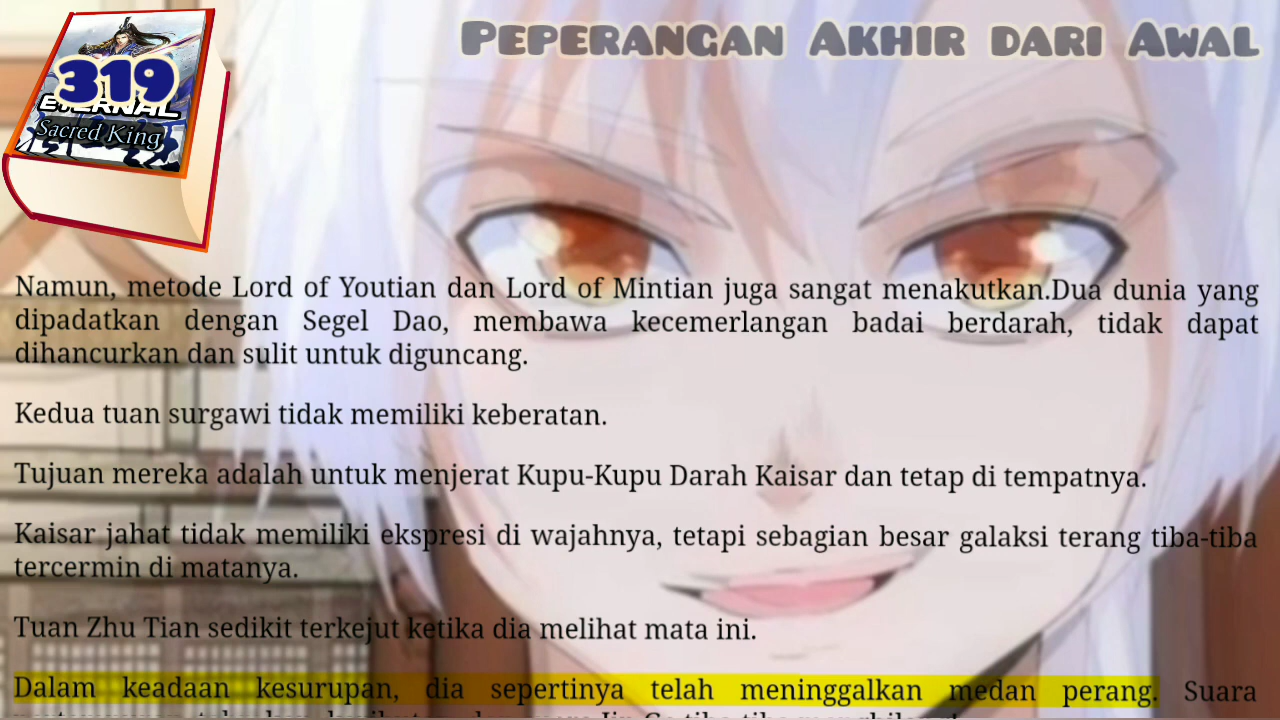 Peperangan Akhir dari Awal
319
ETERNAL
Sacred King
Namun, metode Lord of Youtian dan Lord of Mintian juga sangat menakutkan.Dua dunia yang
dipadatkan dengan Segel Dao, membawa kecemerlangan badai berdarah, tidak dapat
dihancurkan dan sulit untuk diguncang.
Kedua tuan surgawi tidak memiliki keberatan.
Tujuan mereka adalah untuk menjerat Kupu-Kupu Darah Kaisar dan tetap di tempatnya.
Kaisar jahat tidak memiliki ekspresi di wajahnya, tetapi sebagian besar galaksi terang tiba-tiba
tercermin di matanya.
Tuan Zhu Tian sedikit terkejut ketika dia melihat mata ini.
Dalam keadaan kesurupan, dia sepertinya telah meninggalkan medan perang. Suara